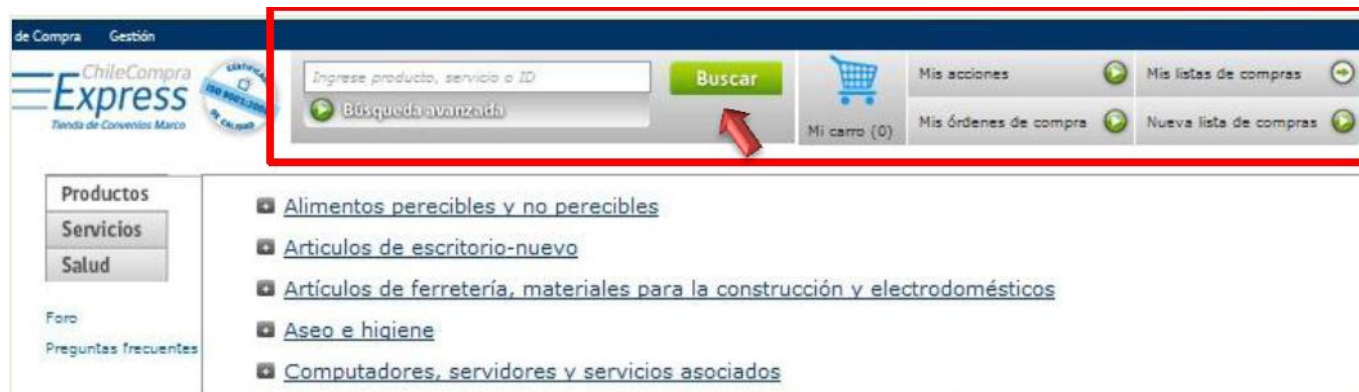 de Compra Gestión
ChileCompra
Express
Tienda de Convenios Marco
ISO 9001:2008
Ingrese producto, servicio o ID
Buscar
Búsqueda avanzada
Mi carro (0)
Mis acciones
Mis listas de compras
Mis órdenes de compra
Nueva lista de compras
Productos
Servicios
Salud
Foro
Preguntas frecuentes
Alimentos perecibles y no perecibles
Articulos de escritorio-nuevo
Artículos de ferretería, materiales para la construcción y electrodomésticos
Aseo e higiene
Computadores, servidores y servicios asociados